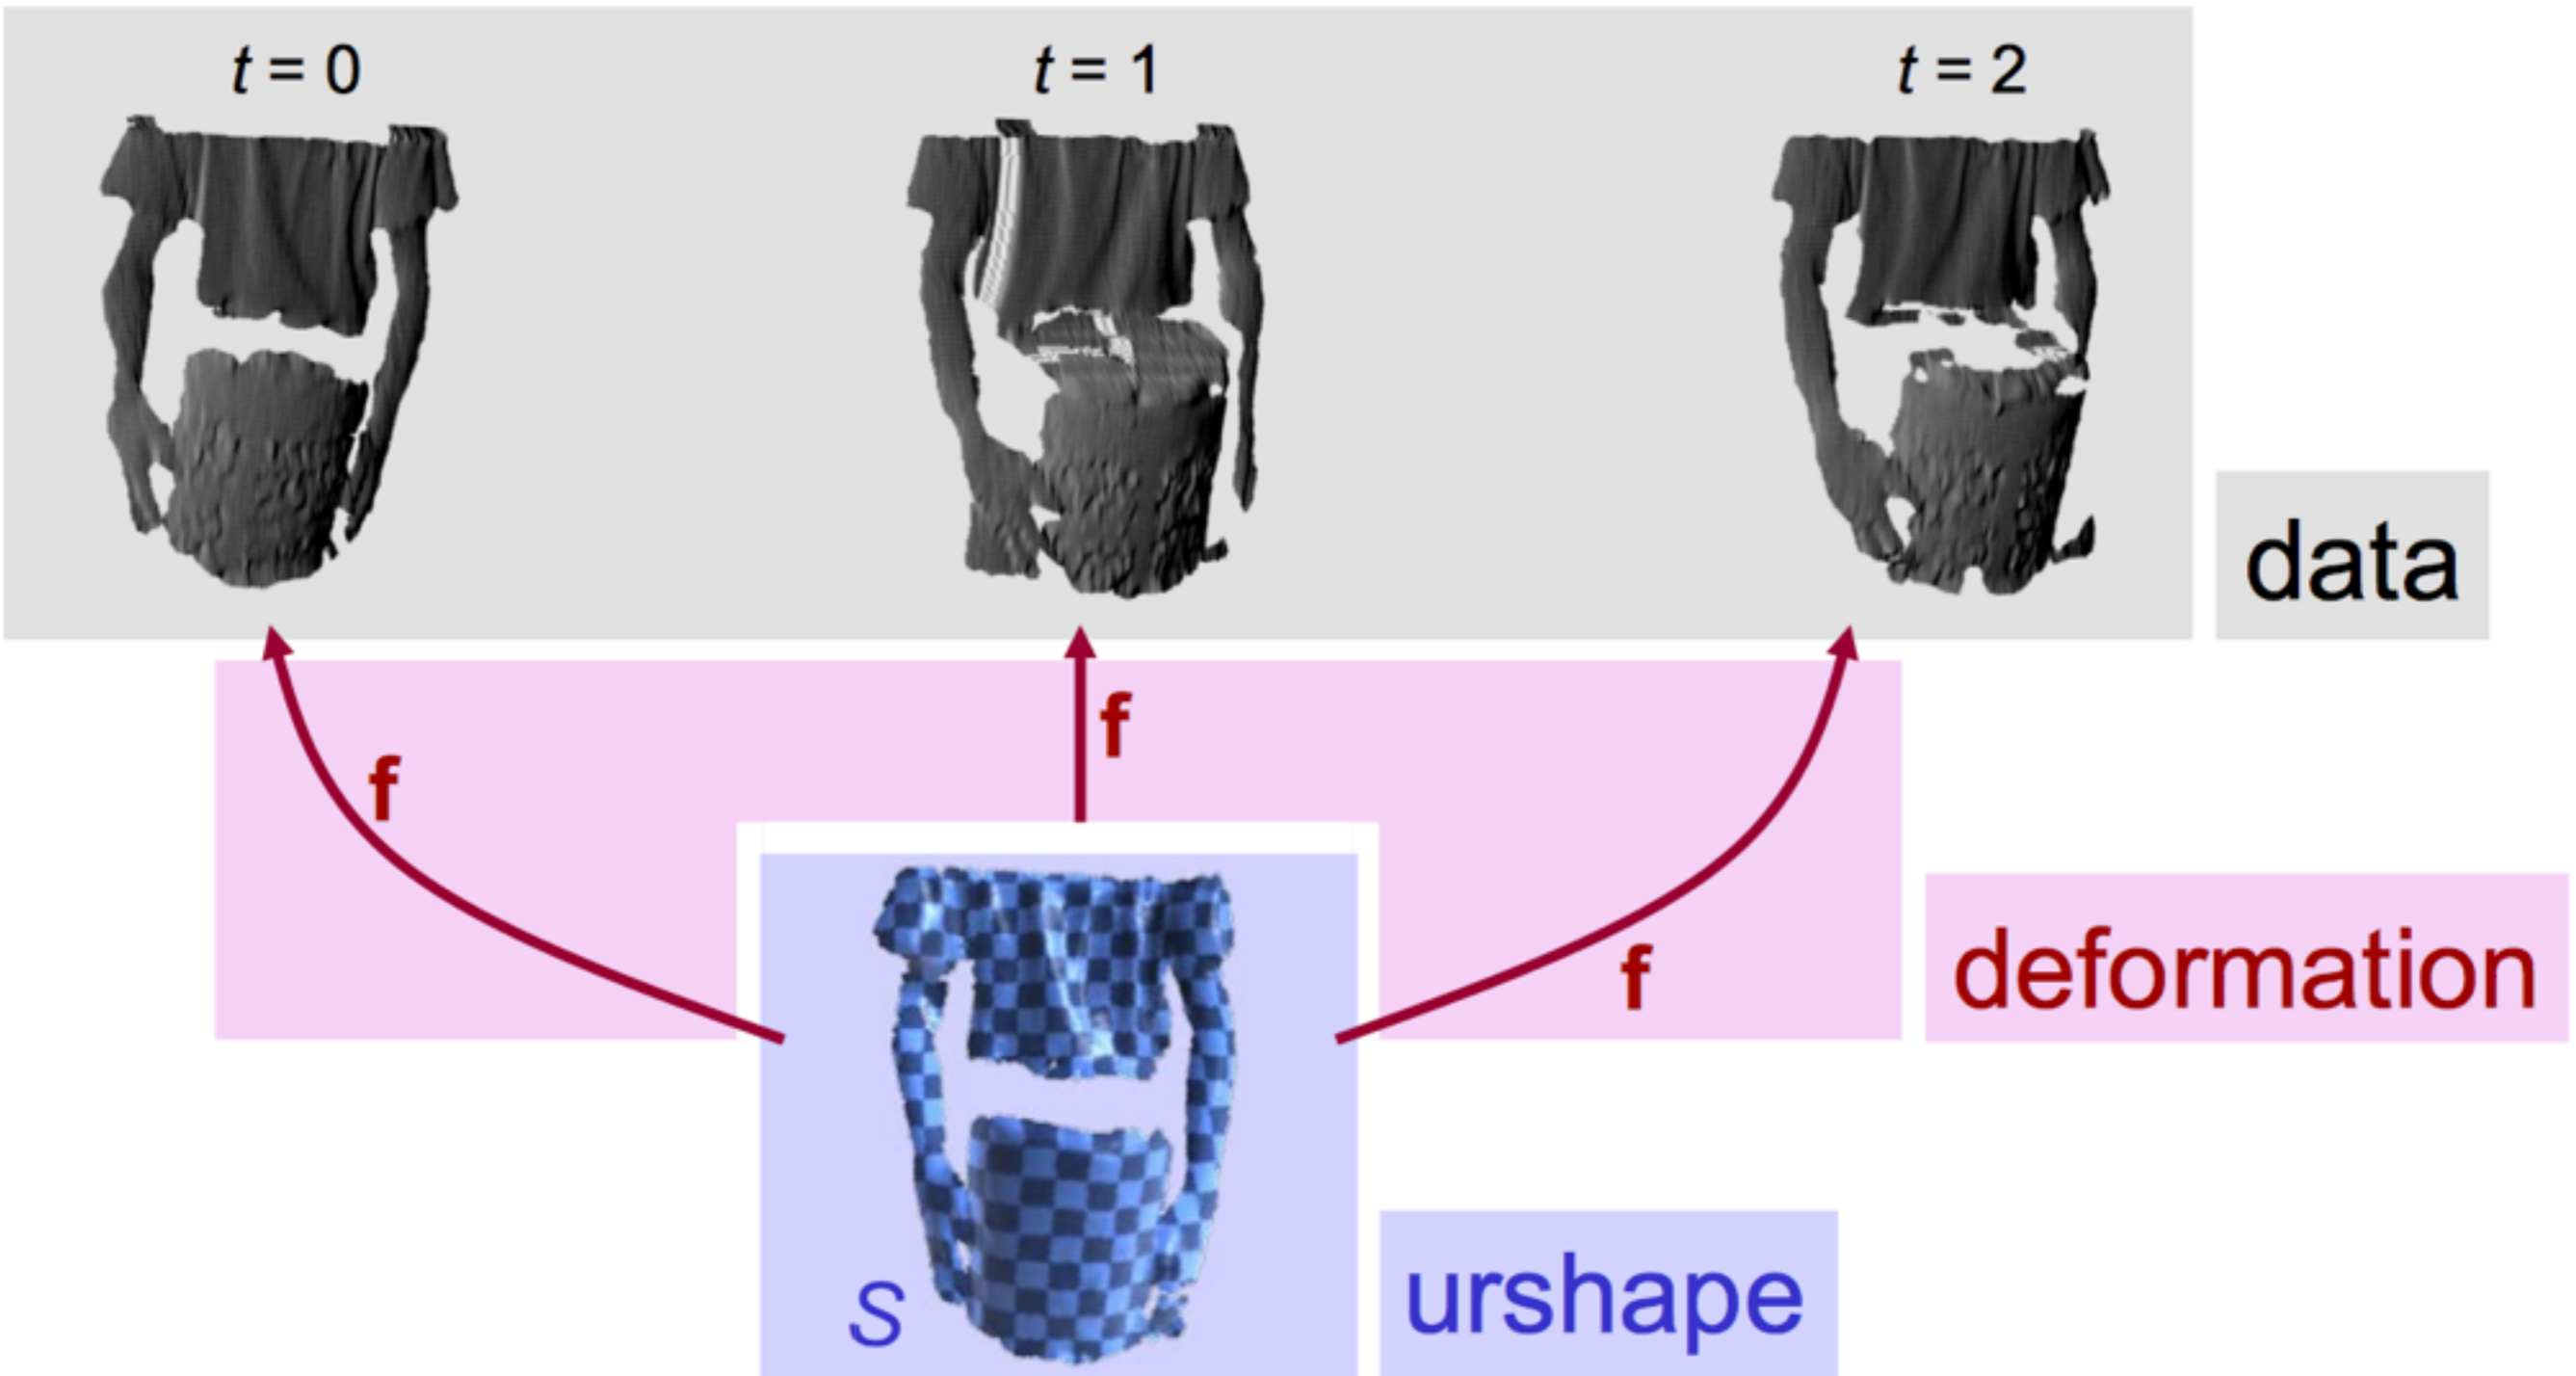 t = 0
t = 1
t = 2
data
f
f
f
deformation
S
urshape